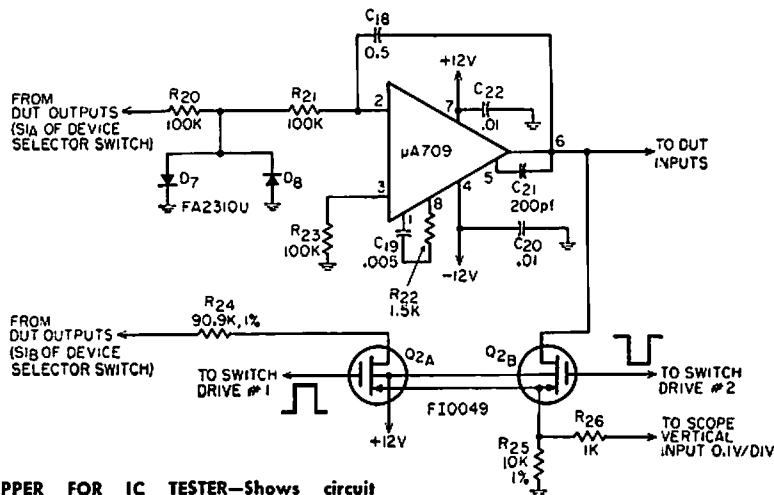 C18
0.5
+12V
C22
.01
FROM
DUT OUTPUTS
(S1A OF DEVICE
SELECTOR SWITCH)
R20
100K
R21
100K
2
7
μA709
6
TO DUT
INPUTS
D7
D8
FA2310U
3
5
C21
200pf
R23
100K
1
8
4
C19
.005
R22
1.5K
-12V
C20
.01
FROM
DUT OUTPUTS
(S1B OF DEVICE
SELECTOR SWITCH)
R24
90.9K, 1%
Q2A
Q2B
TO SWITCH
DRIVE #1
TO SWITCH
DRIVE #2
FI0049
+12V
R25
10K
1%
R26
1K
TO SCOPE
VERTICAL
INPUT 0.1V/DIV
PPER FOR IC TESTER—Shows circuit